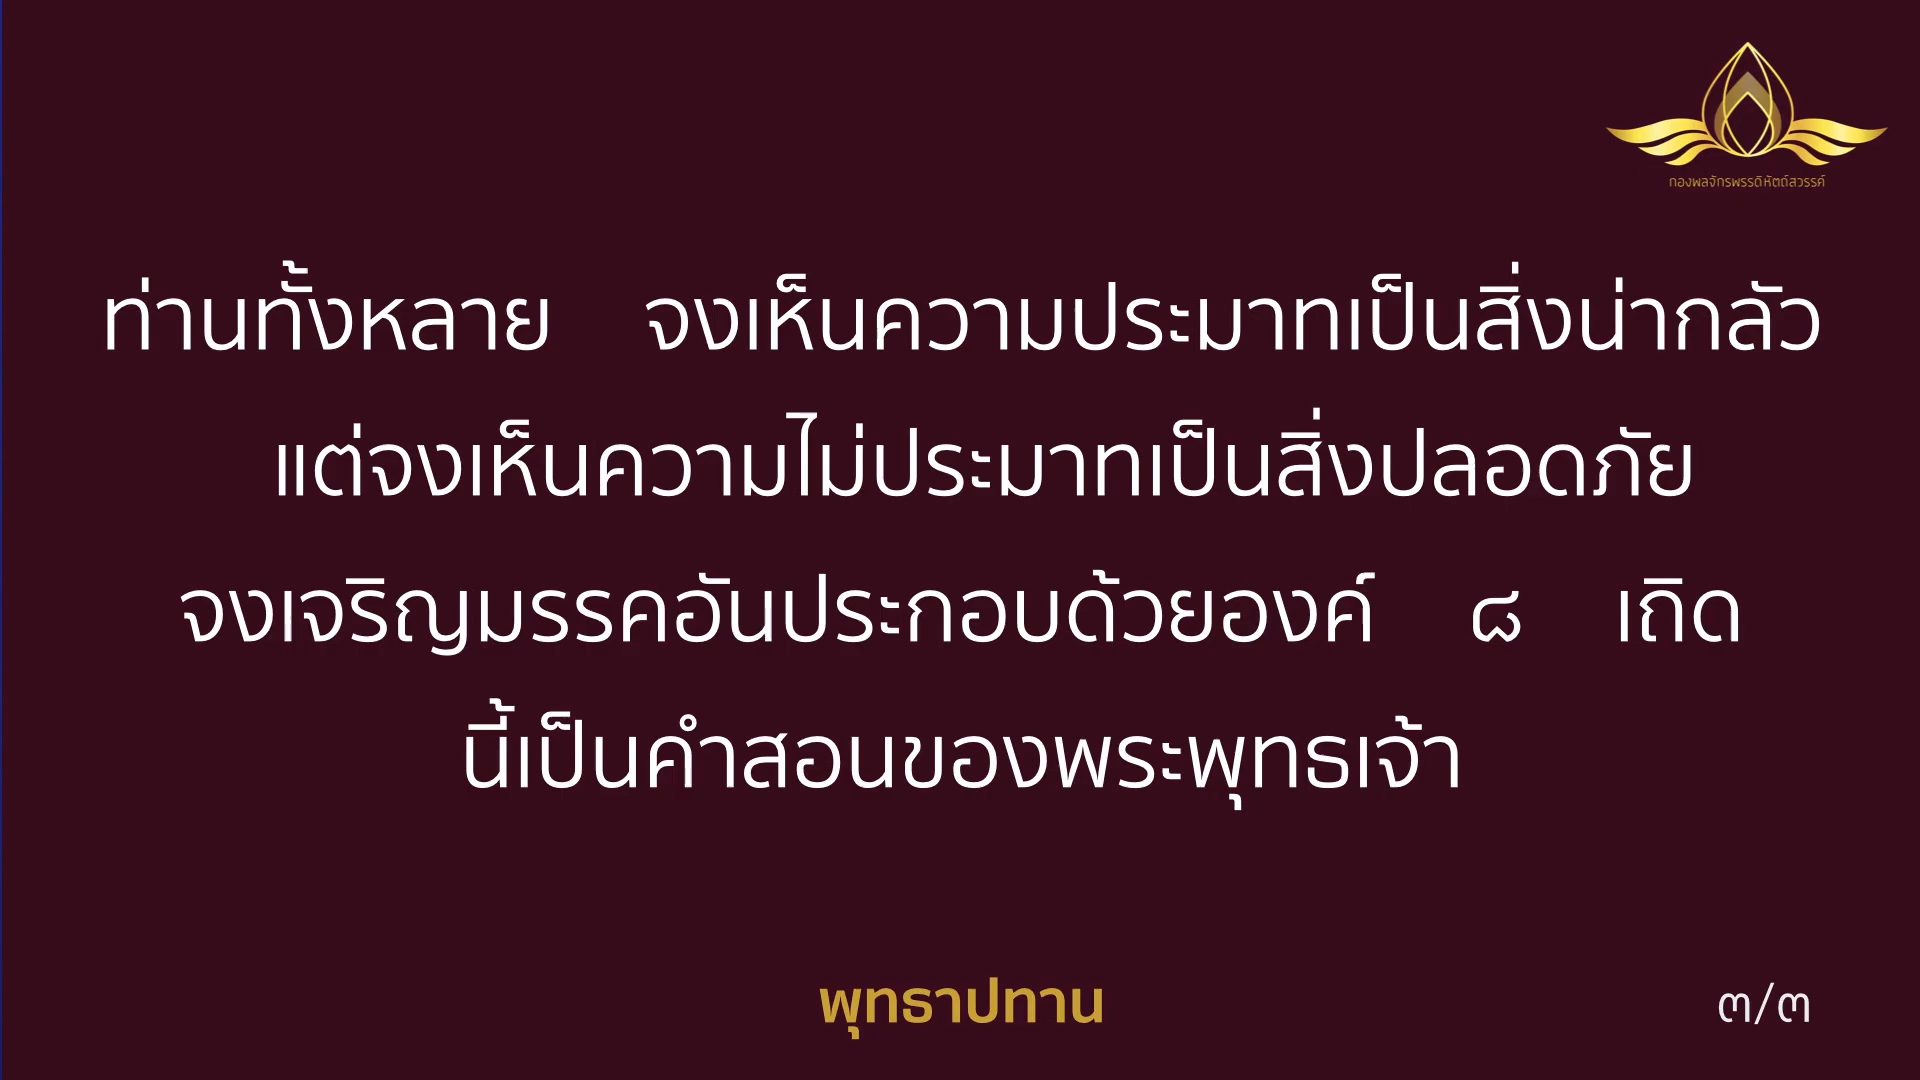 กองพลจักรพรรดิหัตถ์สวรรค์
ท่านทั้งหลาย จงเห็นความประมาทเป็นสิ่งน่ากลัว
แต่จงเห็นความไม่ประมาทเป็นสิ่งปลอดภัย
จงเจริญมรรคอันประกอบด้วยองค์ ๘ เถิด
นี้เป็นคำสอนของพระพุทธเจ้า
พุทธาปทาน
๓/๓